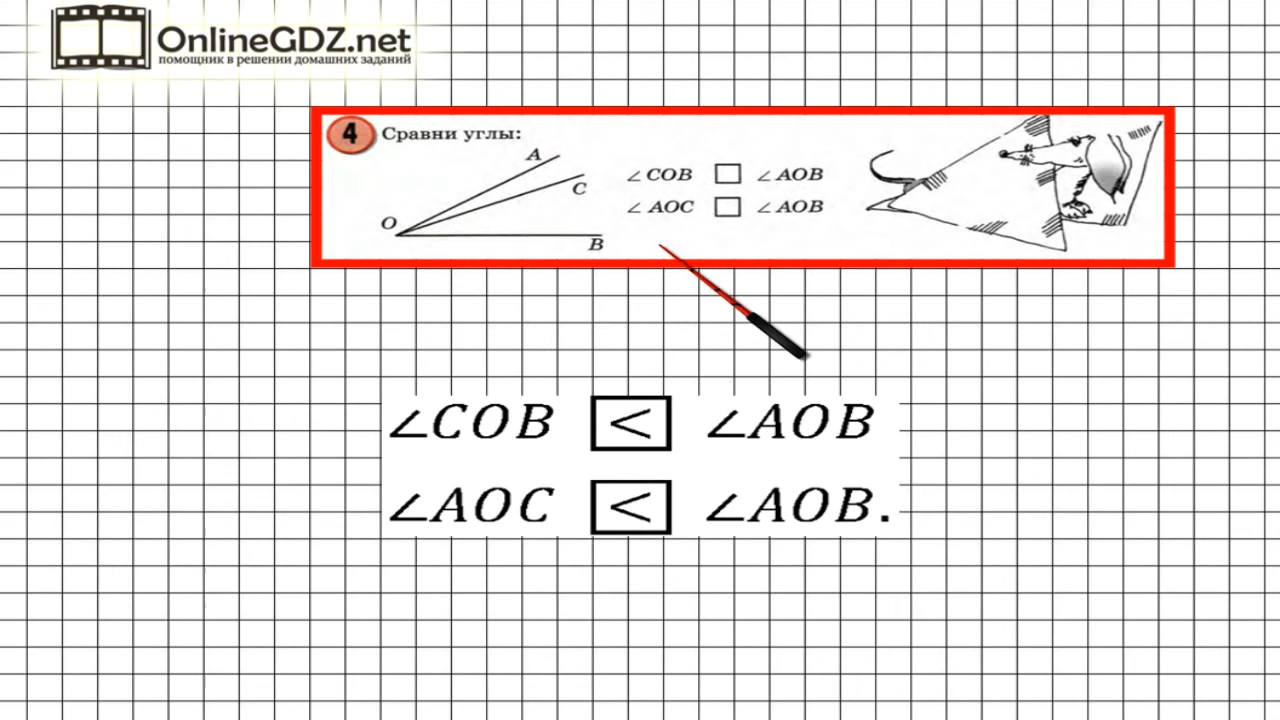 OnlineGDZ.net
помощник в решении домашних заданий
4 Сравни углы:
A
C
O
B
∠COB □ ∠AOB
∠AOC □ ∠AOB
∠COB < ∠AOB
∠AOC < ∠AOB.